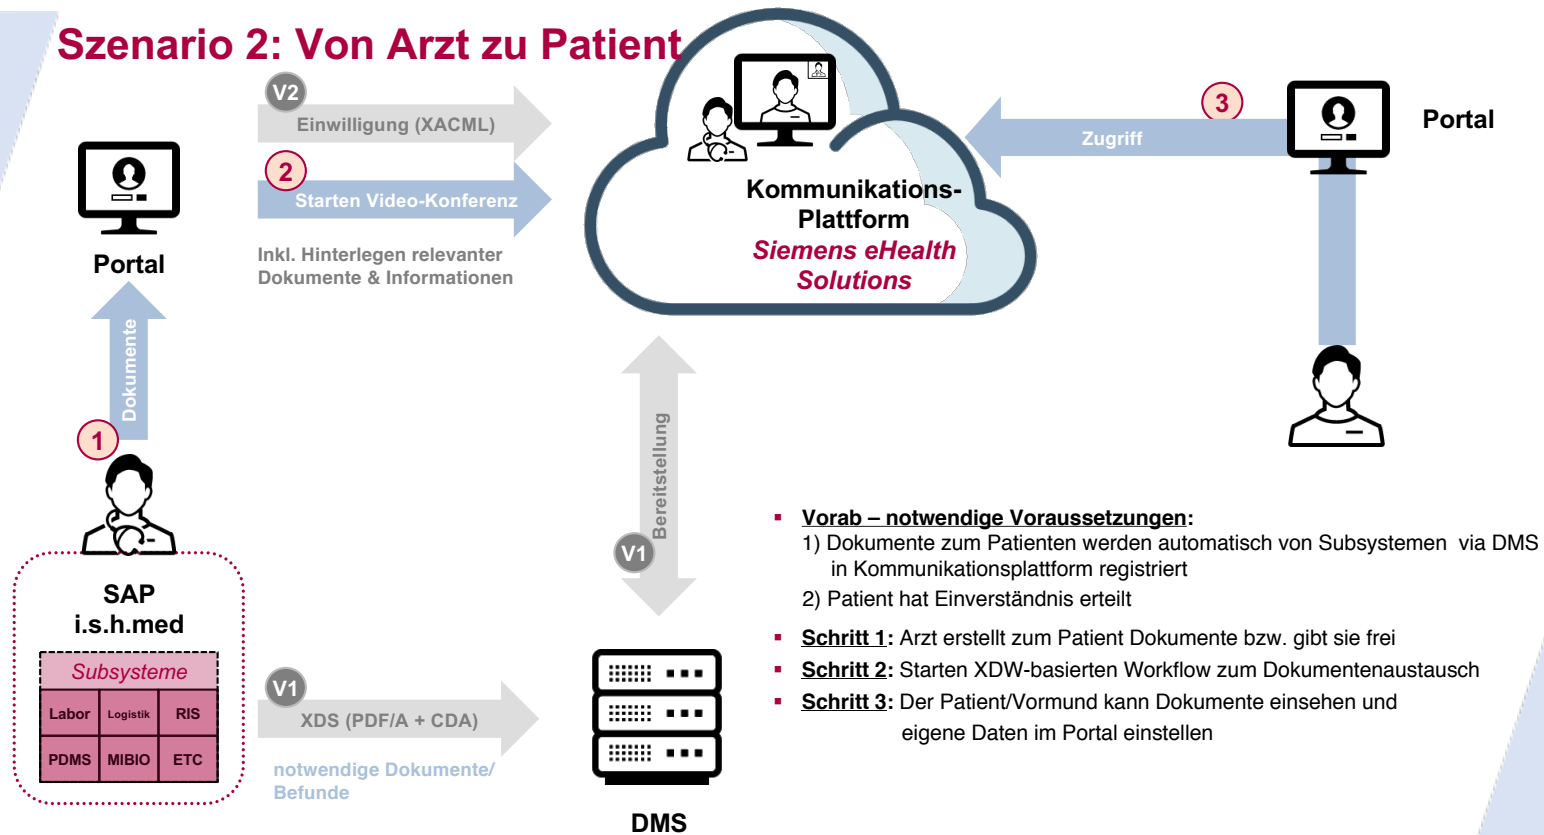 Szenario 2: Von Arzt zu Patient
V2
Einwilligung (XACML)
2
Starten Video-Konferenz
Inkl. Hinterlegen relevanter
Dokumente & Informationen
Portal
Dokumente
1
Kommunikations-
Plattform
Siemens eHealth
Solutions
3
Zugriff
Portal
Bereitstellung
V1
SAP
i.s.h.med
Subsysteme
Labor Logistik RIS
PDMS MIBIO ETC
V1
XDS (PDF/A + CDA)
notwendige Dokumente/
Befunde
DMS
▪ Vorab – notwendige Voraussetzungen:
1) Dokumente zum Patienten werden automatisch von Subsystemen via DMS
in Kommunikationsplattform registriert
2) Patient hat Einverständnis erteilt
▪ Schritt 1: Arzt erstellt zum Patient Dokumente bzw. gibt sie frei
▪ Schritt 2: Starten XDW-basierten Workflow zum Dokumentenaustausch
▪ Schritt 3: Der Patient/Vormund kann Dokumente einsehen und
eigene Daten im Portal einstellen